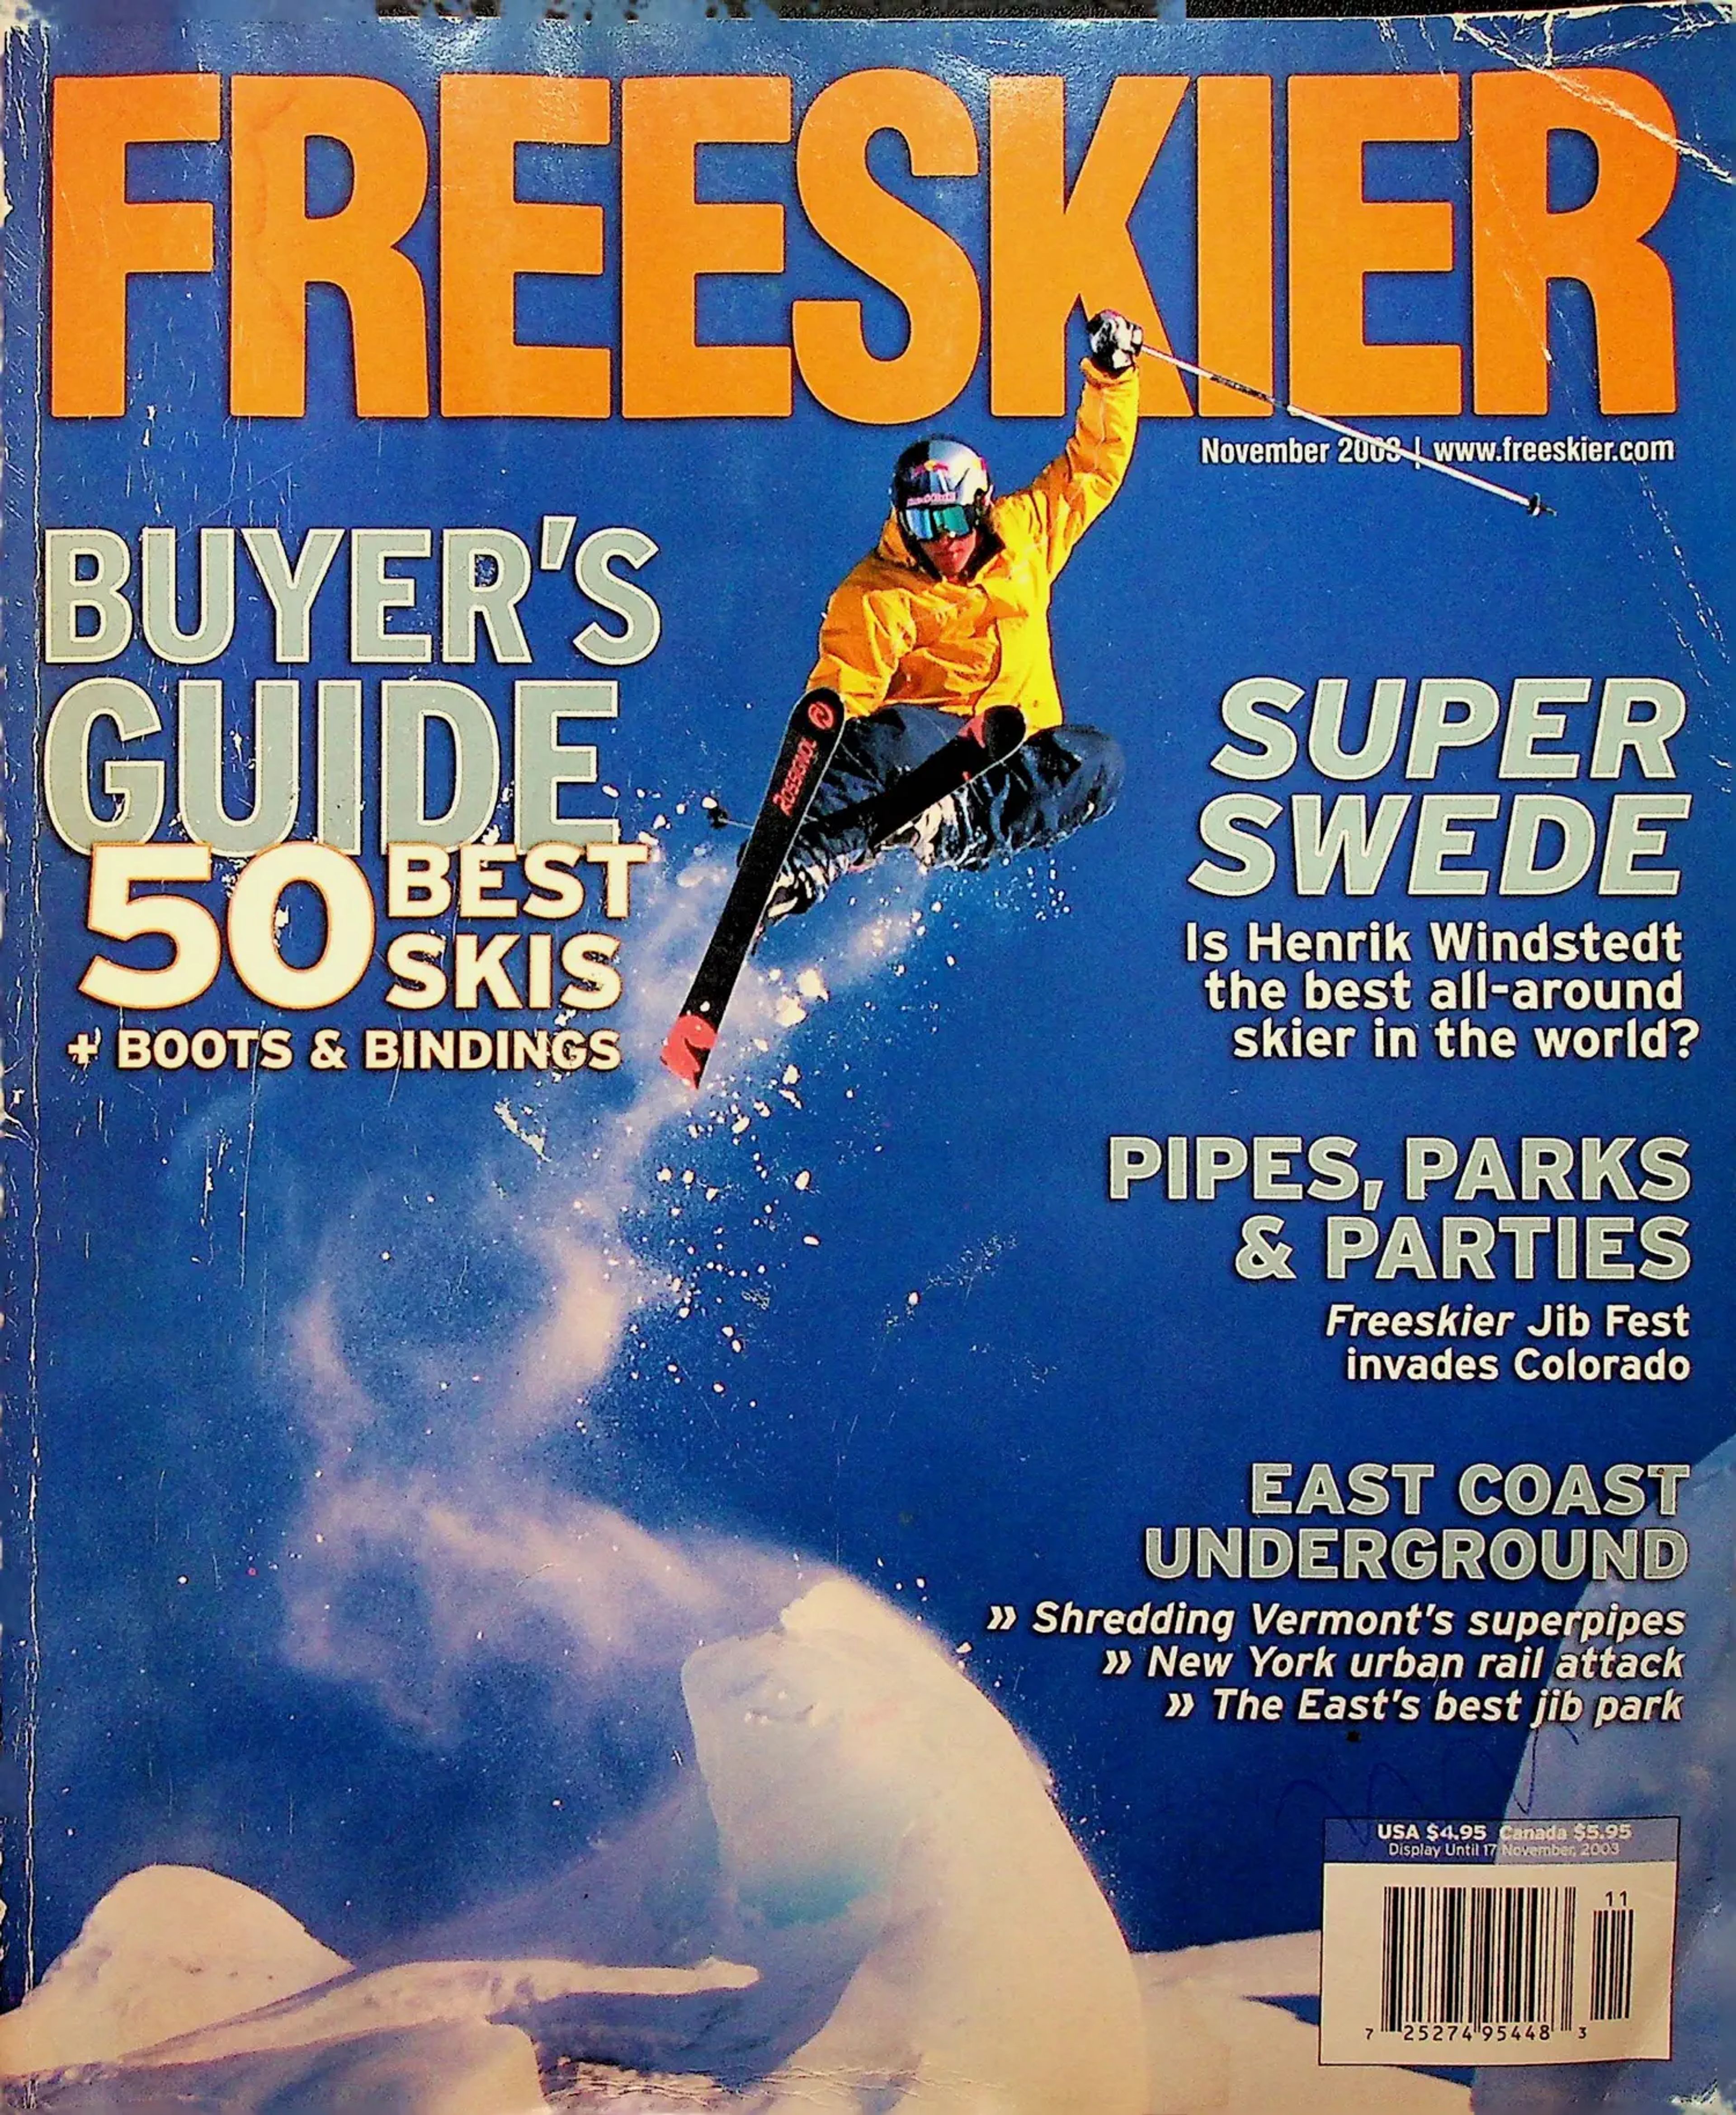 FREESKIER
November 2003 | www.freeskier.com
BUYER'S
GUIDE
50 BEST
SKIS
+ BOOTS & BINDINGS
Red Bull
ROSSIGNOL
SUPER
SWEDE
Is Henrik Windstedt
the best all-around
skier in the world?
PIPES, PARKS
& PARTIES
Freeskier Jib Fest
invades Colorado
EAST COAST
UNDERGROUND
» Shredding Vermont's superpipes
» New York urban rail attack
» The East's best jib park
USA $4.95 Canada $5.95
Display Until 17 November, 2003
11
7 25274 95448 3